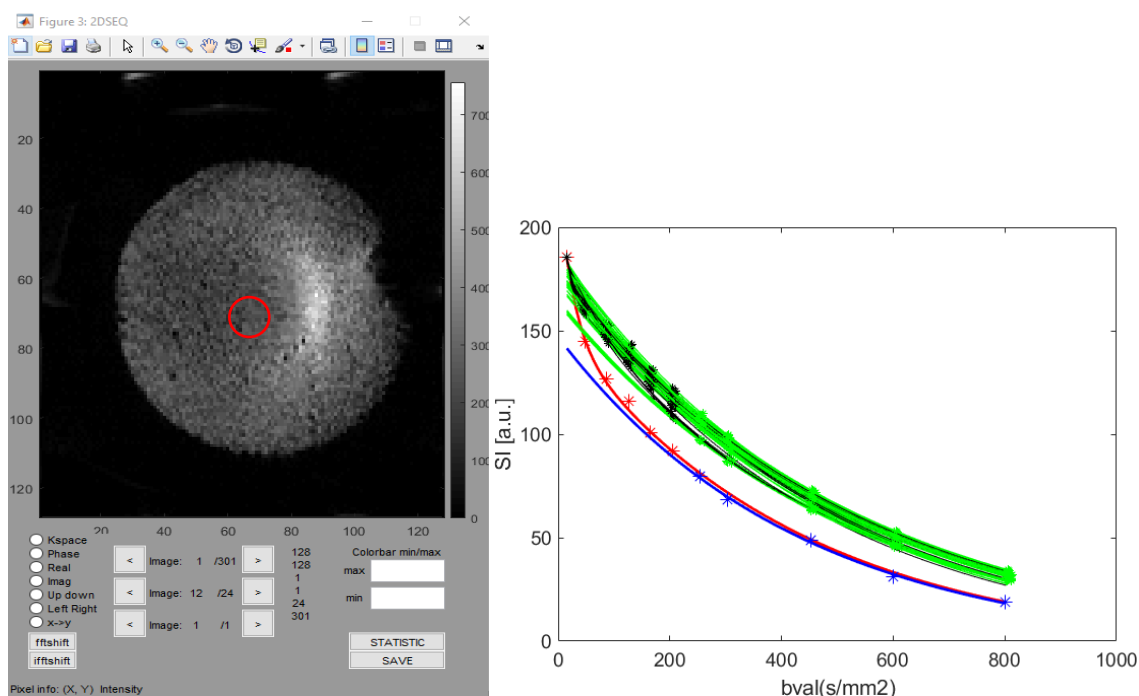 Figure 3: 2DSEQ
20
40
60
80
100
120
20
40
60
80
100
120
700
600
500
400
300
200
100
0
Kspace
Phase
Real
Imag
Up down
Left Right
x->y
fftshift
ifftshift
< Image: 1 /301 >
< Image: 12 /24 >
< Image: 1 /1 >
128
128
1
1
24
301
Colorbar min/max
max
min
STATISTIC
SAVE
Pixel info: (X, Y) Intensity
SI [a.u.]
200
150
100
50
0
0
200
400
600
800
1000
bval(s/mm2)